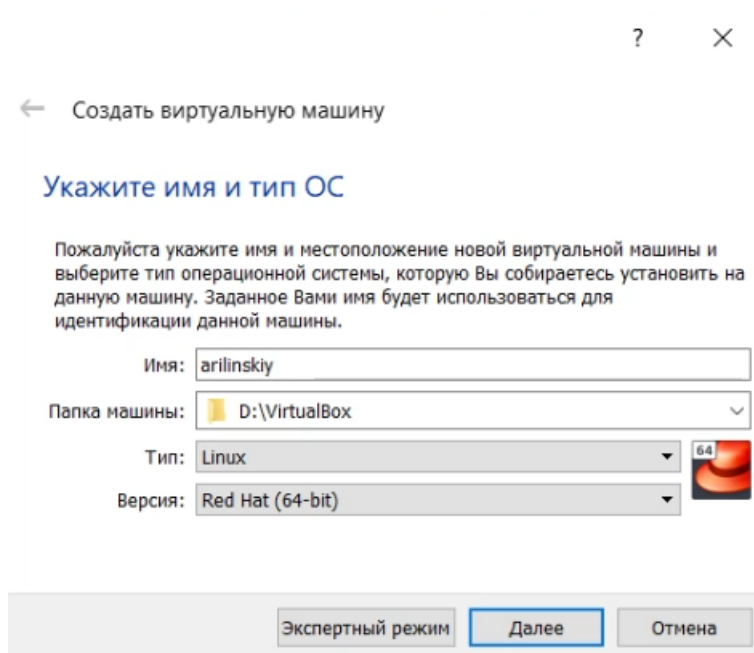 ?
Создать виртуальную машину
Укажите имя и тип ОС
Пожалуйста укажите имя и местоположение новой виртуальной машины и
выберите тип операционной системы, которую Вы собираетесь установить на
данную машину. Заданное Вами имя будет использоваться для
идентификации данной машины.
Имя: arilinskiy
Папка машины: D:\VirtualBox
Тип: Linux
64
Версия: Red Hat (64-bit)
Экспертный режим Далее Отмена